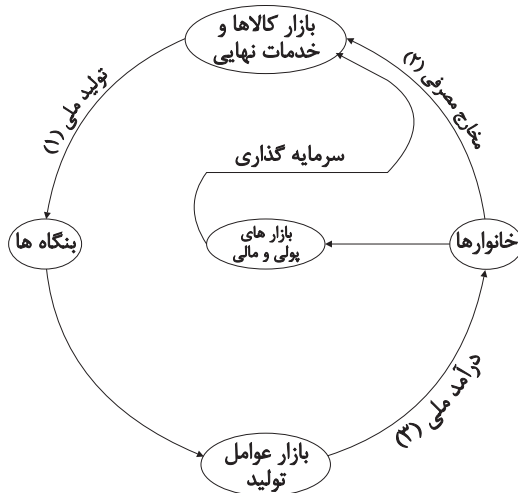 بازار کالاها و
خدمات نهایی
مخارج مصرفی (۲)
تولید ملی (۱)
سرمایه گذاری
خانوارها
بازار های
پولی و مالی
بنگاه ها
درآمد ملی (۳)
بازار عوامل
تولید